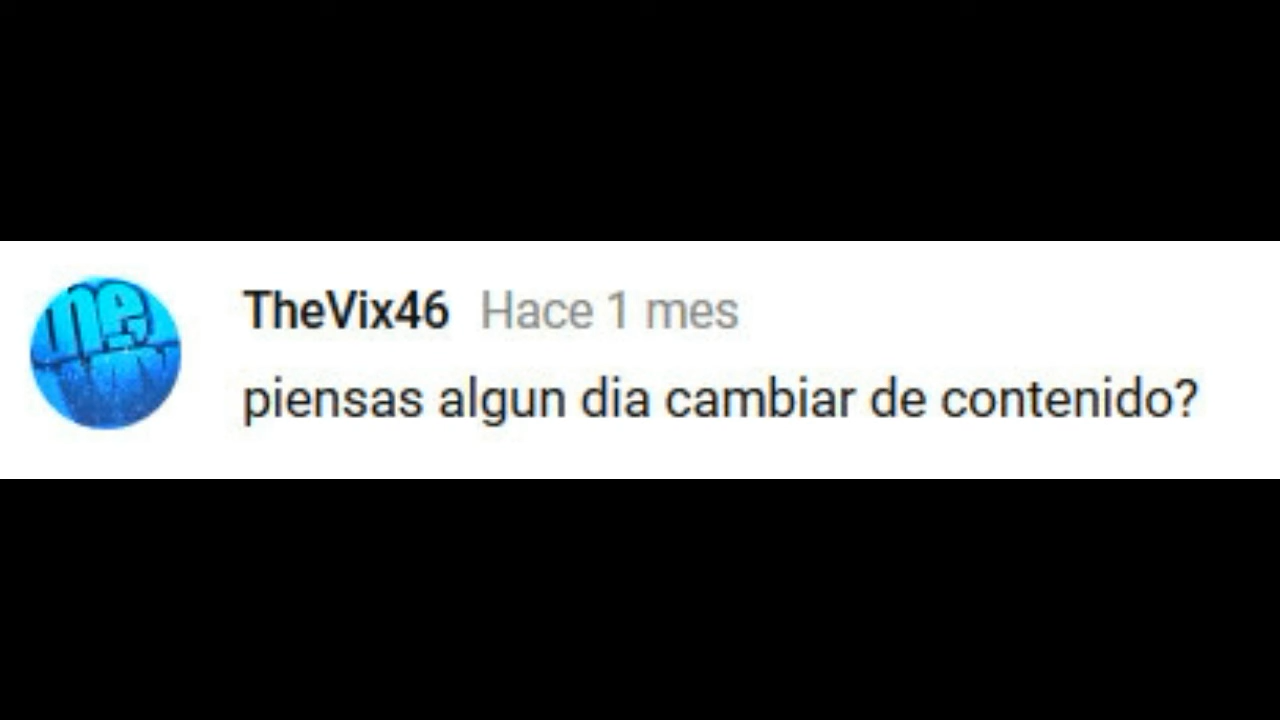 TheVix46 Hace 1 mes
piensas algun dia cambiar de contenido?